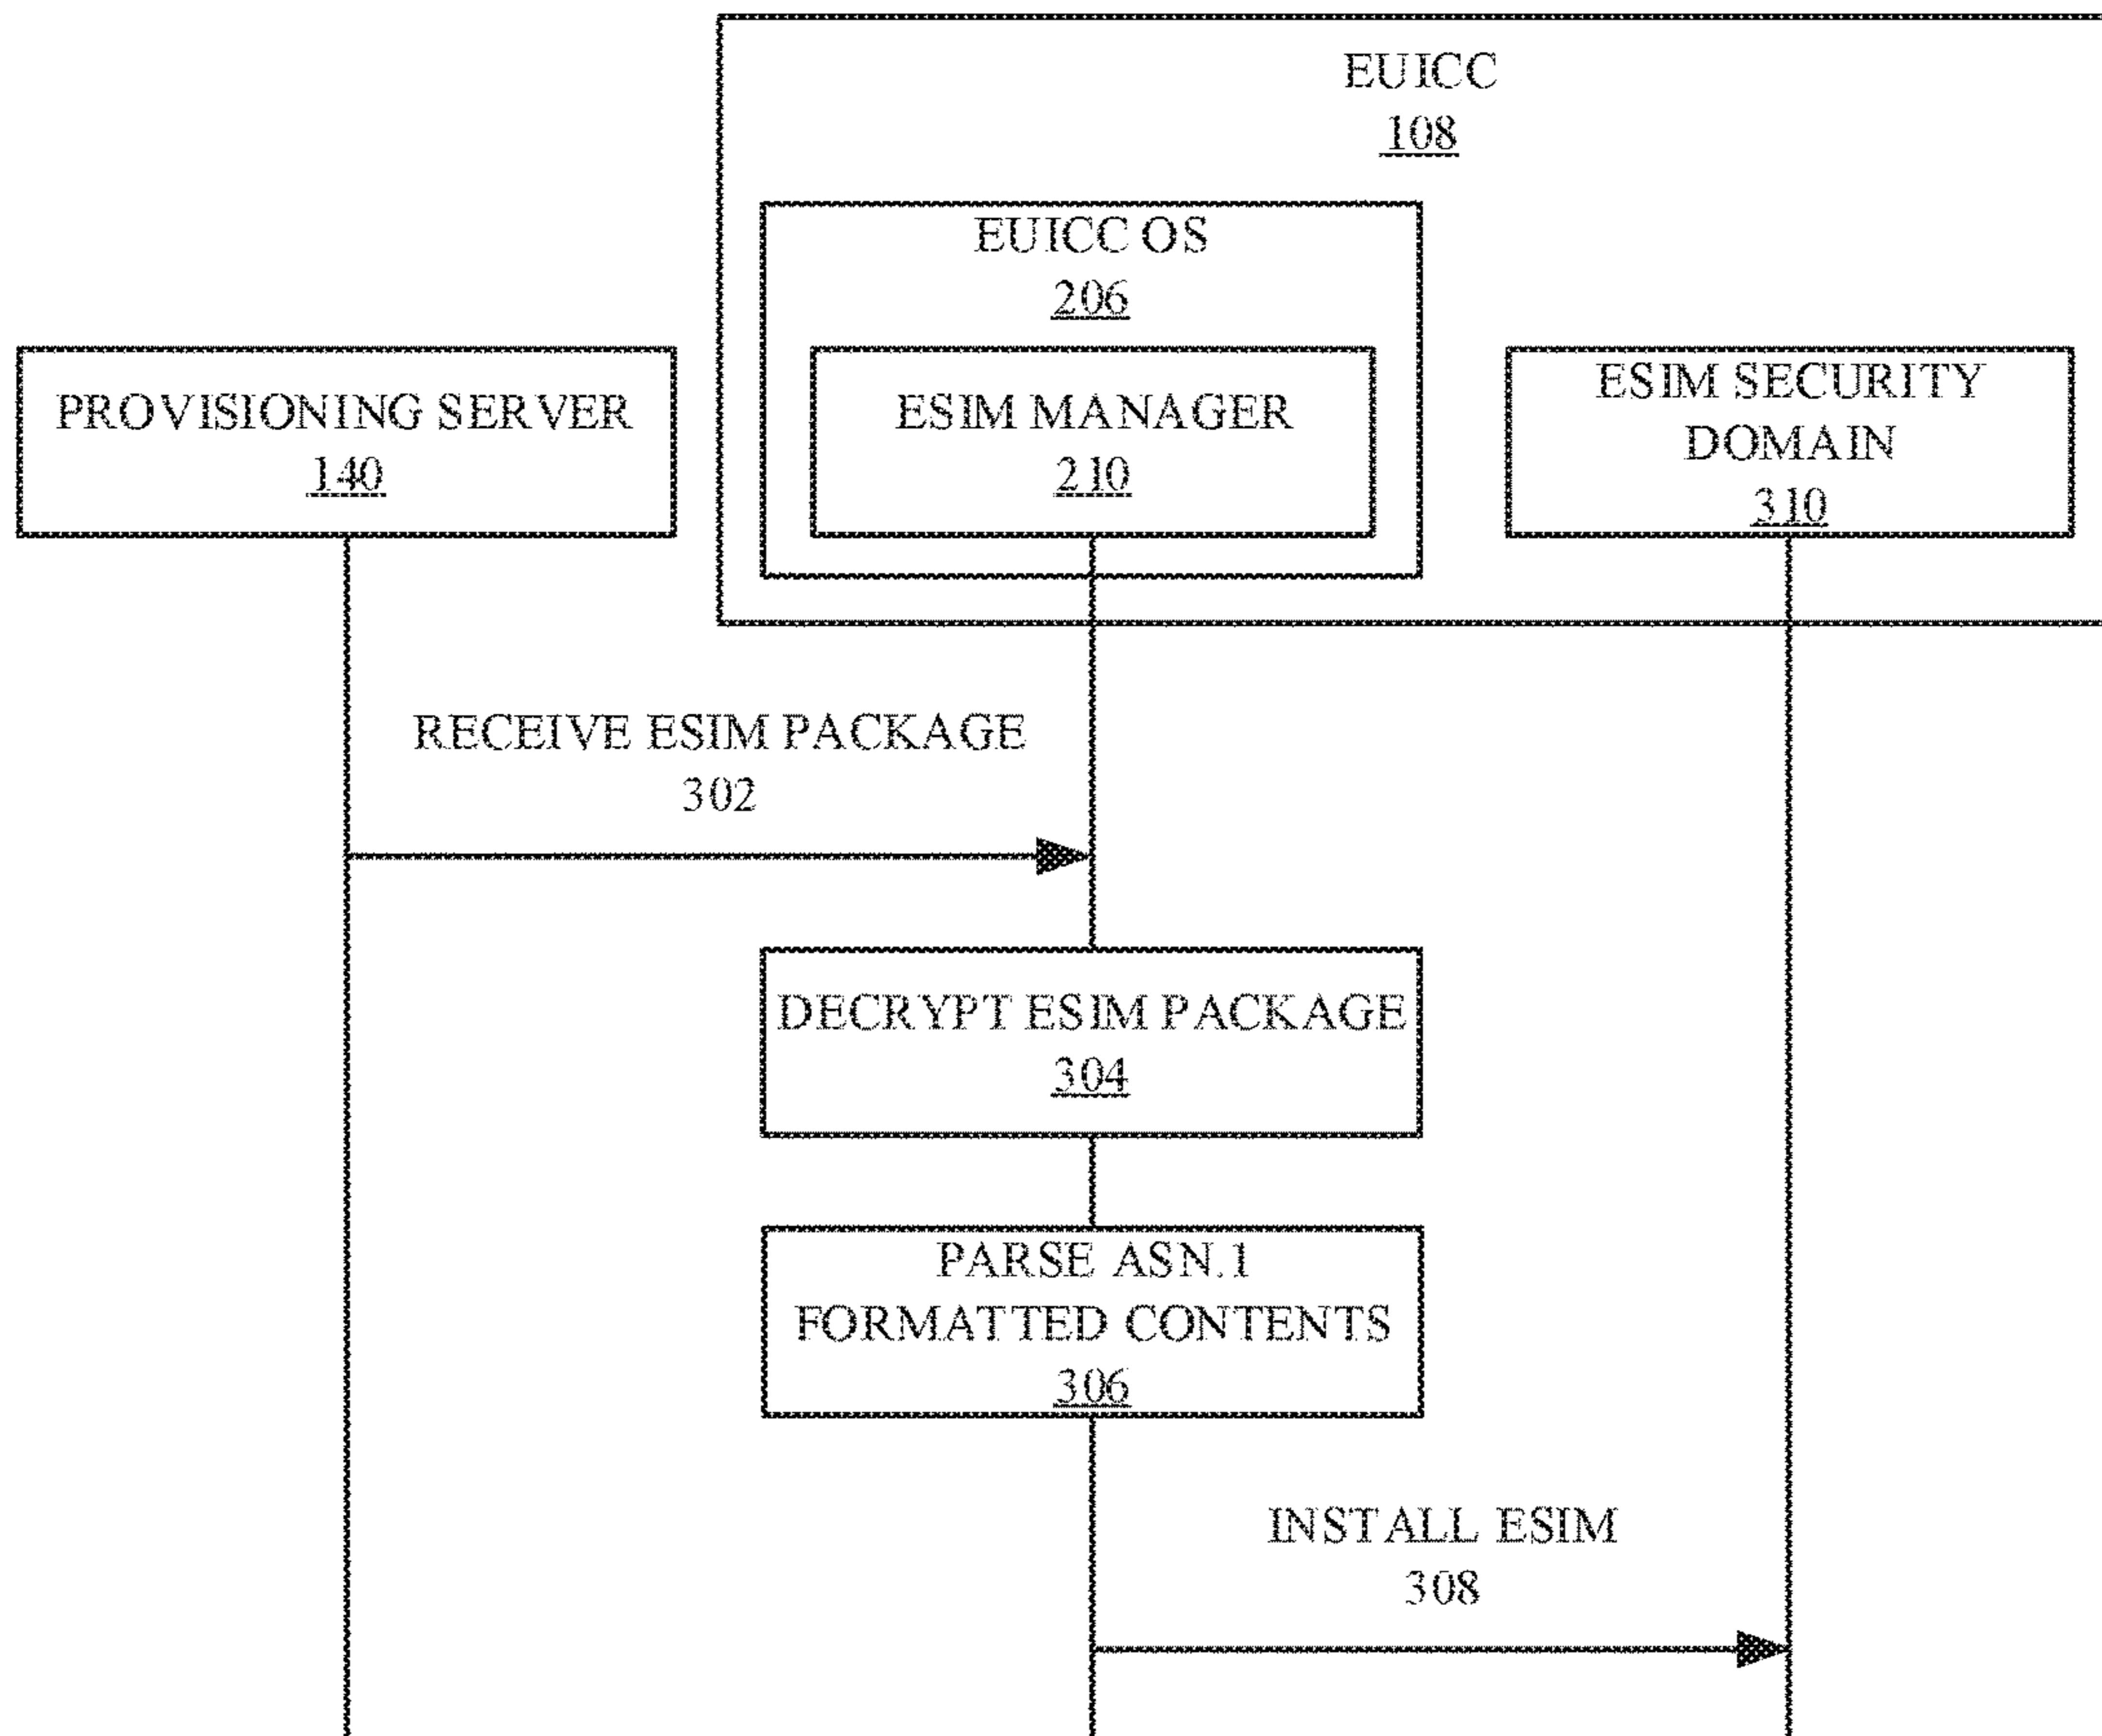 EUICC
108
EUICC OS
206
PROVISIONING SERVER
140
ESIM MANAGER
210
ESIM SECURITY
DOMAIN
310
RECEIVE ESIM PACKAGE
302
DECRYPT ESIM PACKAGE
304
PARSE ASN.1
FORMATTED CONTENTS
306
INSTALL ESIM
308